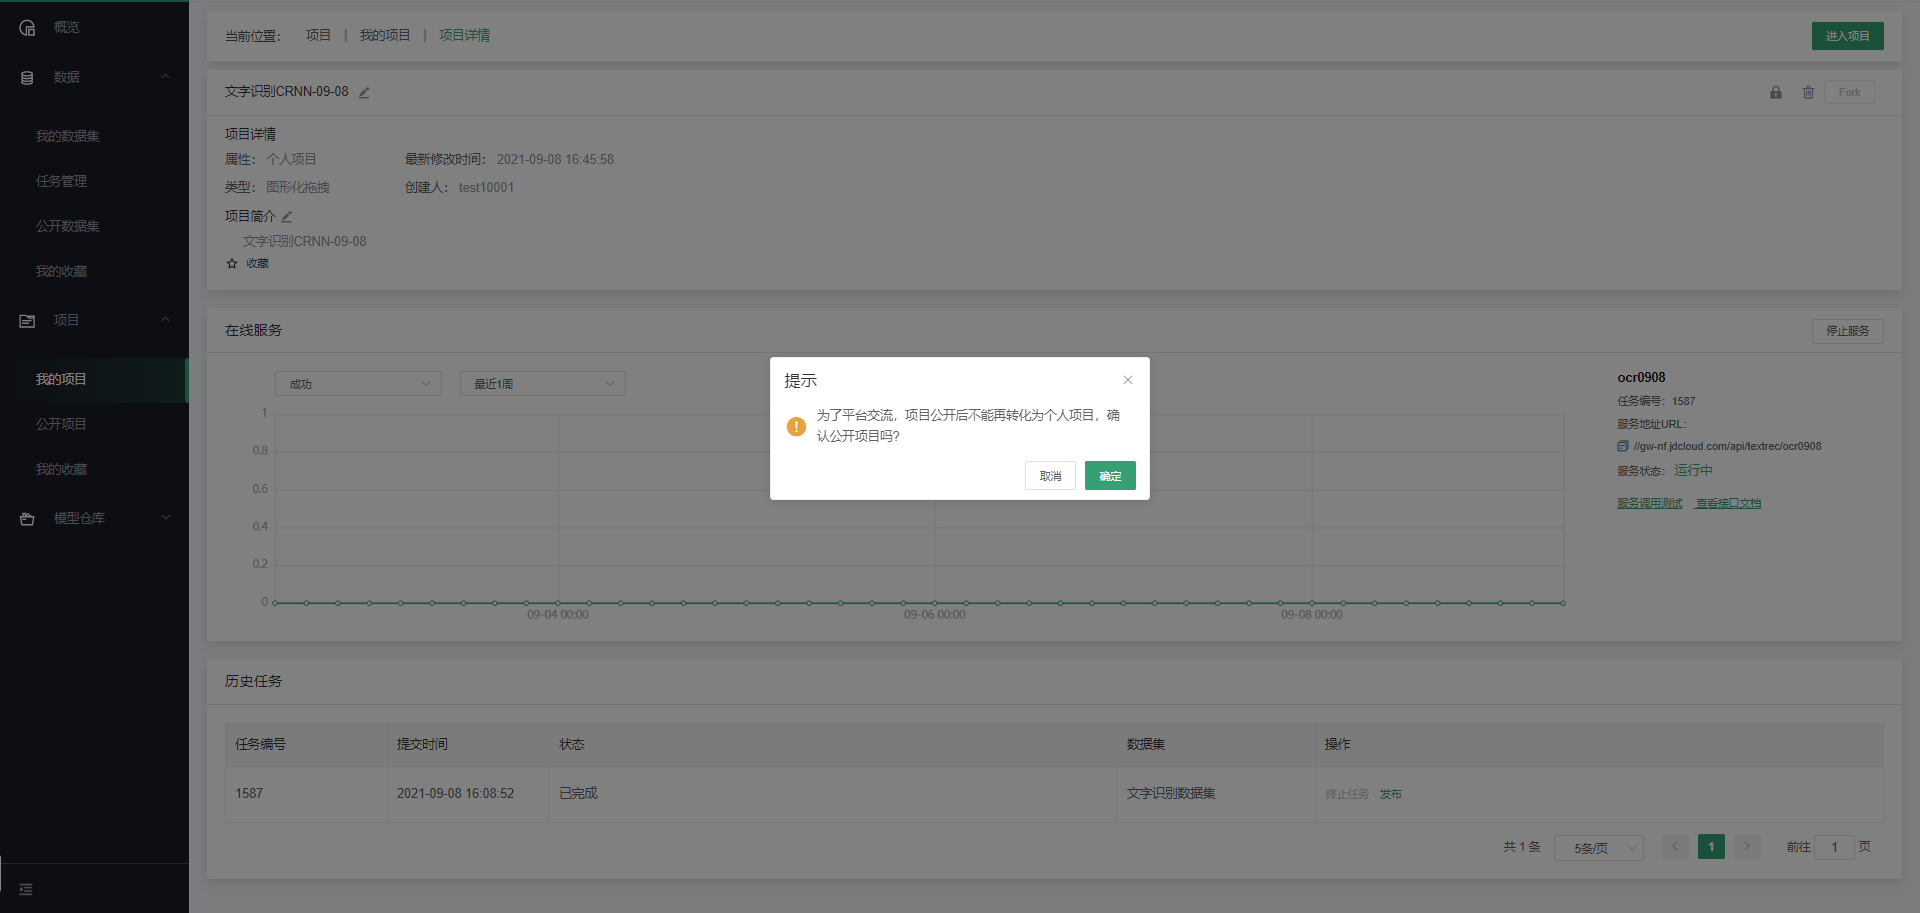 概览
数据
我的数据集
任务管理
公开数据集
我的收藏
项目
我的项目
公开项目
我的收藏
模型仓库
当前位置： 项目 | 我的项目 | 项目详情
进入项目
文字识别CRNN-09-08
Fork
项目详情
属性： 个人项目 最新修改时间： 2021-09-08 16:45:58
类型： 图形化拖拽 创建人： test10001
项目简介
文字识别CRNN-09-08
收藏
在线服务
停止服务
成功 最近1周
1
0.8
0.6
0.4
0.2
0
09-04 00:00 09-06 00:00 09-08 00:00
ocr0908
任务编号： 1587
服务地址URL：
//gw-nf.jdcloud.com/api/textrec/ocr0908
服务状态： 运行中
服务调用测试 查看接口文档
提示
为了平台交流，项目公开后不能再转化为个人项目，确
认公开项目吗?
取消 确定
历史任务
任务编号 提交时间 状态 数据集 操作
1587 2021-09-08 16:08:52 已完成 文字识别数据集 终止任务 发布
共 1 条 5条/页 1 前往 1 页